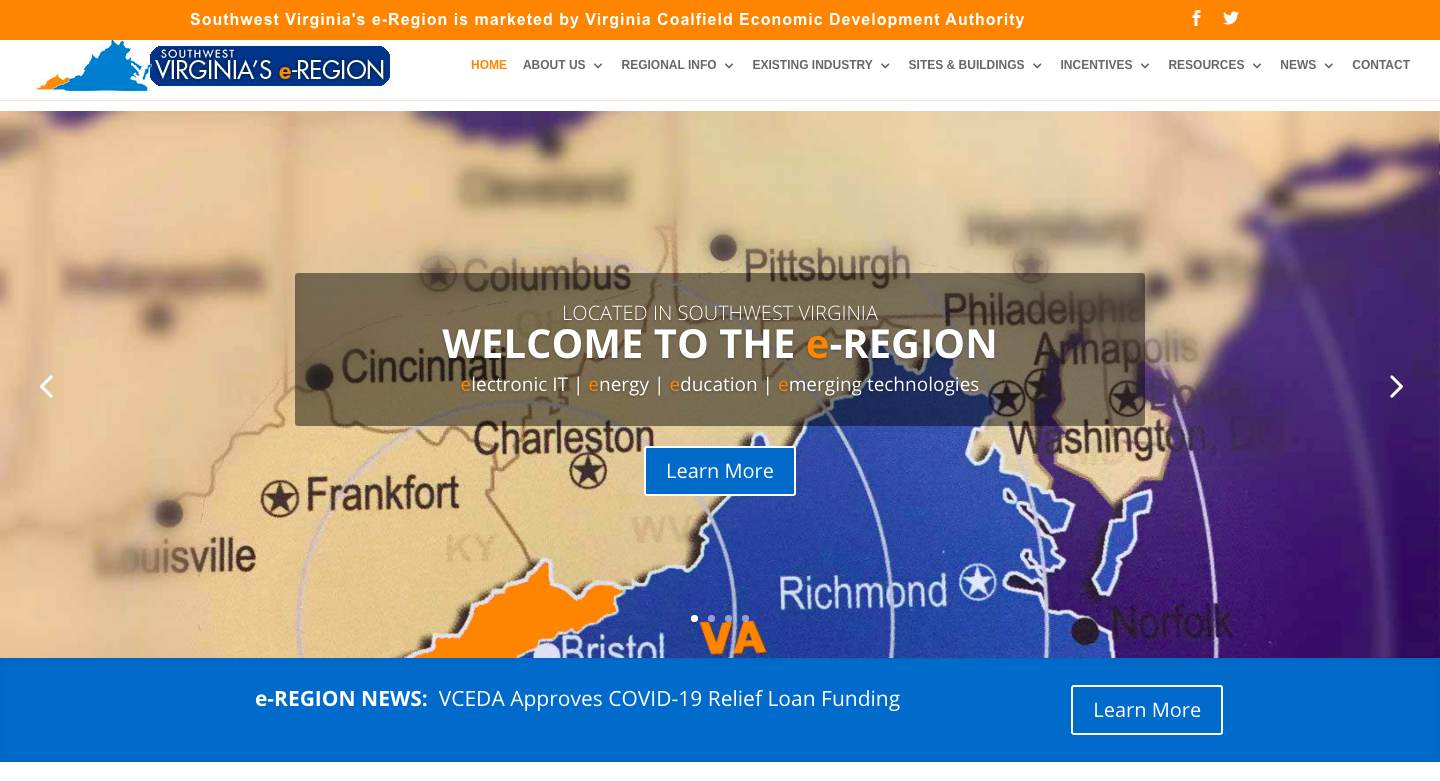 Southwest Virginia's e-Region is marketed by Virginia Coalfield Economic Development Authority
SOUTHWEST
VIRGINIA'S e-REGION
HOME ABOUT US REGIONAL INFO EXISTING INDUSTRY SITES & BUILDINGS INCENTIVES RESOURCES NEWS CONTACT
Cleveland
Harrisburg
Indianapolis
Columbus
Pittsburgh
Philadelphia
LOCATED IN SOUTHWEST VIRGINIA
WELCOME TO THE e-REGION
Cincinnati
Annapolis
electronic IT | energy | education | emerging technologies
Charleston
Washington, DC
Learn More
Frankfort
WV
KY
Louisville
Richmond
Norfolk
VA
Bristol
e-REGION NEWS: VCEDA Approves COVID-19 Relief Loan Funding
Learn More